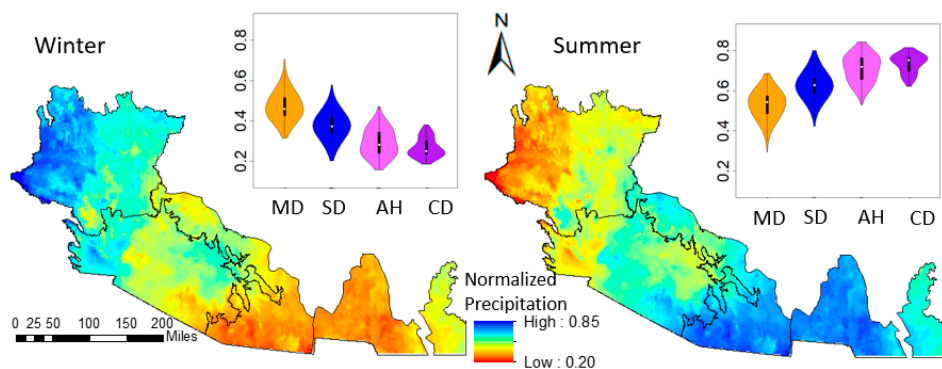 Winter
0.8
0.6
0.4
0.2
MD SD AH CD
N
Summer
0.8
0.6
0.4
0.2
MD SD AH CD
Normalized
Precipitation
High : 0.85
Low : 0.20
0 25 50 100 150 200
Miles